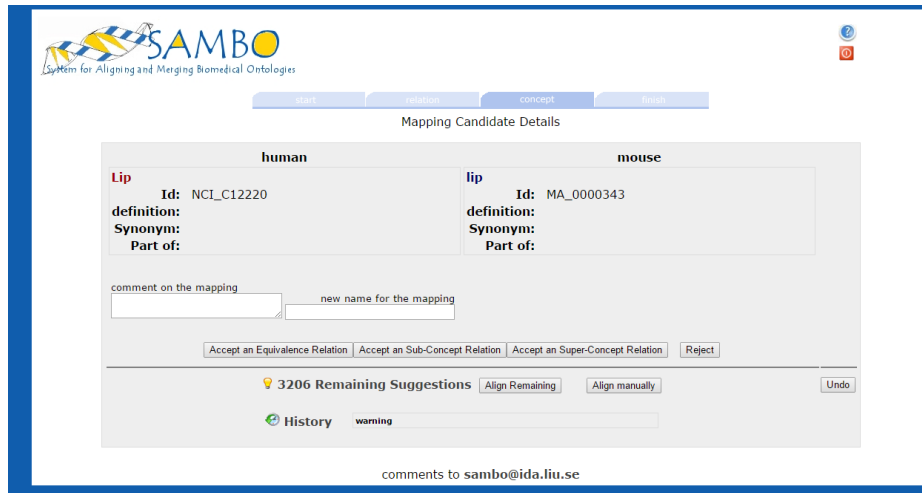 SAMBO
System for Aligning and Merging Biomedical Ontologies
?
start relation concept finish
Mapping Candidate Details
human mouse
Lip lip
Id: NCI_C12220 Id: MA_0000343
definition: definition:
Synonym: Synonym:
Part of: Part of:
comment on the mapping
new name for the mapping
Accept an Equivalence Relation Accept an Sub-Concept Relation Accept an Super-Concept Relation Reject
3206 Remaining Suggestions Align Remaining Align manually Undo
History warning
comments to sambo@ida.liu.se